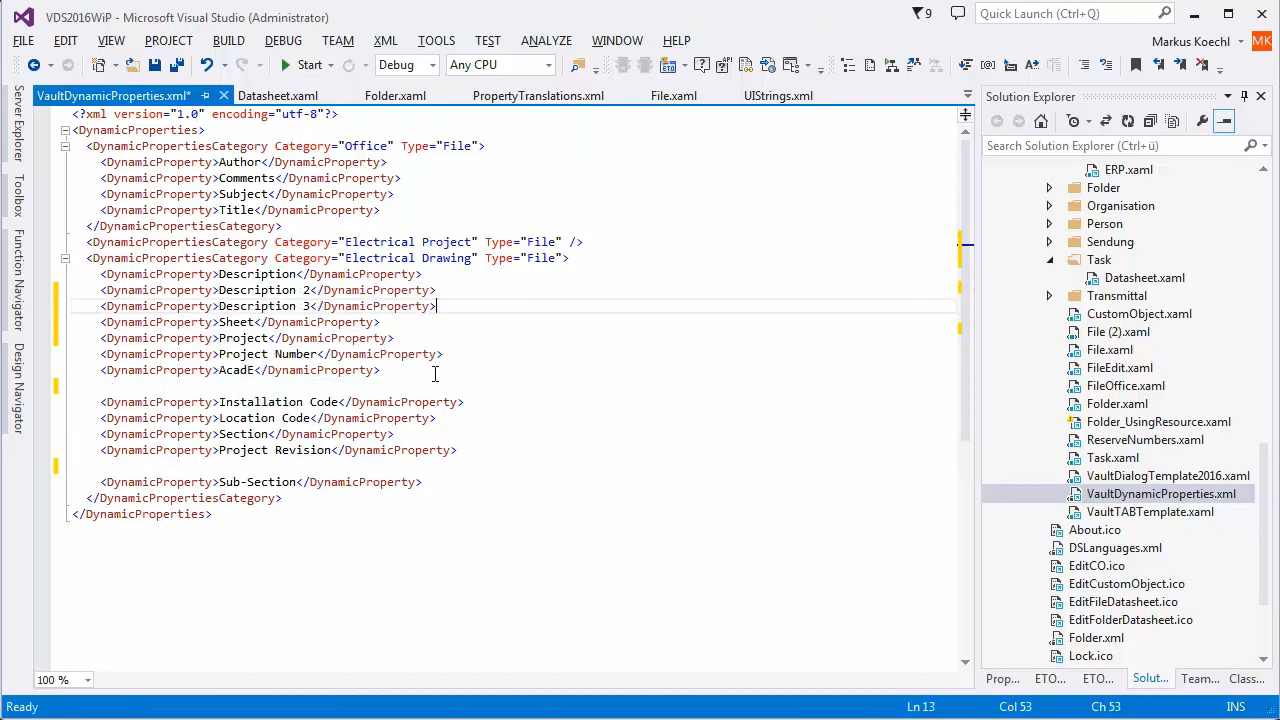 VDS2016WiP - Microsoft Visual Studio (Administrator)
9
Quick Launch (Ctrl+Q)
FILE EDIT VIEW PROJECT BUILD DEBUG TEAM XML TOOLS TEST ANALYZE WINDOW HELP
Markus Koechl
MK
Start
Debug
Any CPU
Server Explorer
Toolbox
Function Navigator
Design Navigator
VaultDynamicProperties.xml*
Datasheet.xaml
Folder.xaml
PropertyTranslations.xml
File.xaml
UIStrings.xml
<?xml version="1.0" encoding="utf-8"?>
<DynamicProperties>
<DynamicPropertiesCategory Category="Office" Type="File">
<DynamicProperty>Author</DynamicProperty>
<DynamicProperty>Comments</DynamicProperty>
<DynamicProperty>Subject</DynamicProperty>
<DynamicProperty>Title</DynamicProperty>
</DynamicPropertiesCategory>
<DynamicPropertiesCategory Category="Electrical Project" Type="File" />
<DynamicPropertiesCategory Category="Electrical Drawing" Type="File">
<DynamicProperty>Description</DynamicProperty>
<DynamicProperty>Description 2</DynamicProperty>
<DynamicProperty>Description 3</DynamicProperty>
<DynamicProperty>Sheet</DynamicProperty>
<DynamicProperty>Project</DynamicProperty>
<DynamicProperty>Project Number</DynamicProperty>
<DynamicProperty>AcadE</DynamicProperty>
<DynamicProperty>Installation Code</DynamicProperty>
<DynamicProperty>Location Code</DynamicProperty>
<DynamicProperty>Section</DynamicProperty>
<DynamicProperty>Project Revision</DynamicProperty>
<DynamicProperty>Sub-Section</DynamicProperty>
</DynamicPropertiesCategory>
</DynamicProperties>
100 %
Solution Explorer
Search Solution Explorer (Ctrl+ü)
ERP.xaml
Folder
Organisation
Person
Sendung
Task
Datasheet.xaml
Transmittal
CustomObject.xaml
File (2).xaml
File.xaml
FileEdit.xaml
FileOffice.xaml
Folder.xaml
Folder_UsingResource.xaml
ReserveNumbers.xaml
Task.xaml
VaultDialogTemplate2016.xaml
VaultDynamicProperties.xml
VaultTABTemplate.xaml
About.ico
DSLanguages.xml
EditCO.ico
EditCustomObject.ico
EditFileDatasheet.ico
EditFolderDatasheet.ico
Folder.xml
Lock.ico
Prop... ETO... ETO... Solut... Team... Class...
Ready
Ln 13
Col 53
Ch 53
INS